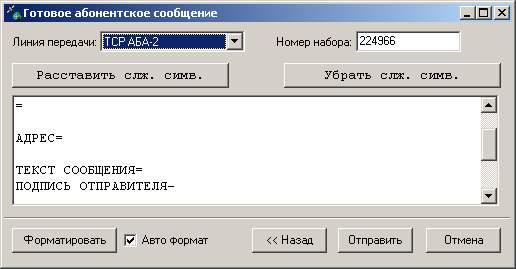 Готовое абонентское сообщение
Линия передачи: TCP АБА-2 Номер набора: 224966
Расставить слж. симв. Убрать слж. симв.
=
АДРЕС=
ТЕКСТ СООБЩЕНИЯ=
ПОДПИСЬ ОТПРАВИТЕЛЯ-
Форматировать Авто формат << Назад Отправить Отмена